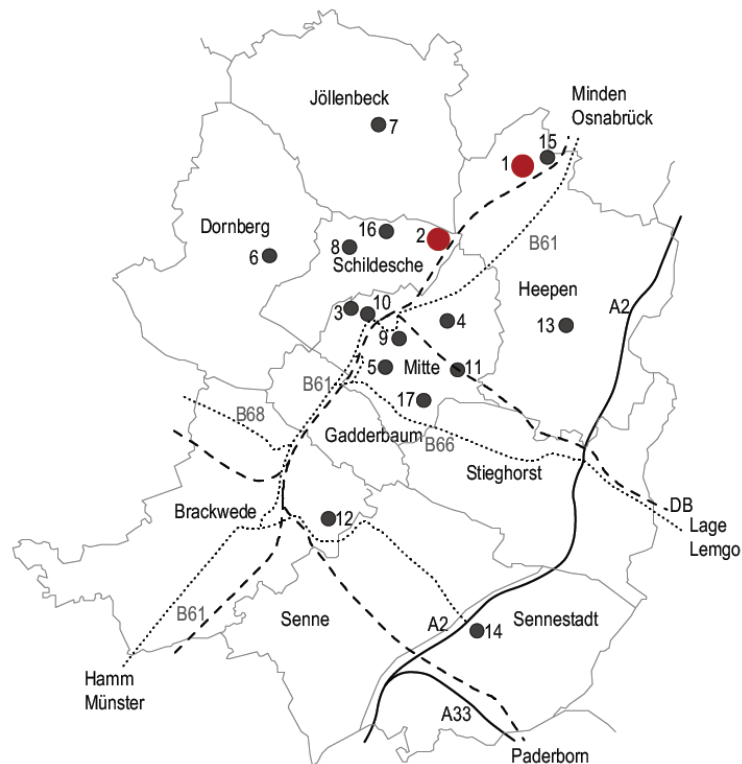 Jöllenbeck
7
Minden
Osnabrück
15
1
Dornberg
6
16
2
8
Schildesche
B61
Heepen
A2
3
10
4
13
9
5
Mitte
11
B61
17
B68
Gadderbaum
B66
Stieghorst
Brackwede
12
DB
Lage
Lemgo
B61
Senne
A2
14
Sennestadt
Hamm
Münster
A33
Paderborn